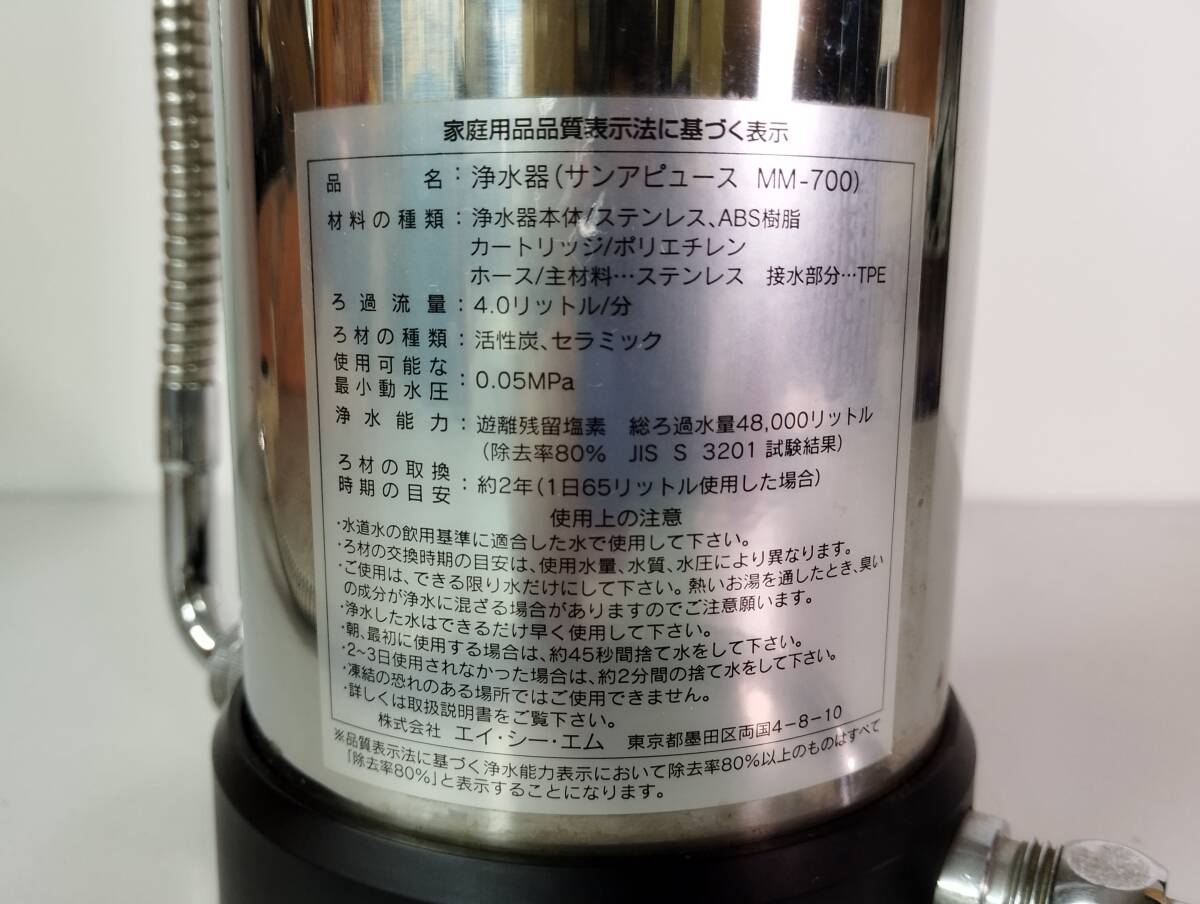 家庭用品品質表示法に基づく表示
品名：浄水器（サンアピュース MM-700）
材料の種類：浄水器本体/ステンレス、ABS樹脂
カートリッジ/ポリエチレン
ホース/主材料…ステンレス 接水部分…TPE
ろ過流量：4.0リットル/分
ろ材の種類：活性炭、セラミック
使用可能な
最小動水圧：0.05MPa
浄水能力：遊離残留塩素 総ろ過水量48,000リットル
（除去率80% JIS S 3201 試験結果）
ろ材の取換
時期の目安：約2年（1日65リットル使用した場合）
使用上の注意
・水道水の飲用基準に適合した水で使用して下さい。
・ろ材の交換時期の目安は、使用水量、水質、水圧により異なります。
・ご使用は、できる限り水だけにして下さい。熱いお湯を通したとき、臭い
の成分が浄水に混ざる場合がありますのでご注意願います。
・浄水した水はできるだけ早く使用して下さい。
・朝、最初に使用する場合は、約45秒間捨て水をして下さい。
・2~3日使用されなかった場合は、約2分間の捨て水をして下さい。
・凍結の恐れのある場所ではご使用できません。
・詳しくは取扱説明書をご覧下さい。
株式会社 エイ・シー・エム 東京都墨田区両国4-8-10
※品質表示法に基づく浄水能力表示において除去率80%以上のものはすべて
「除去率80%」と表示することになります。